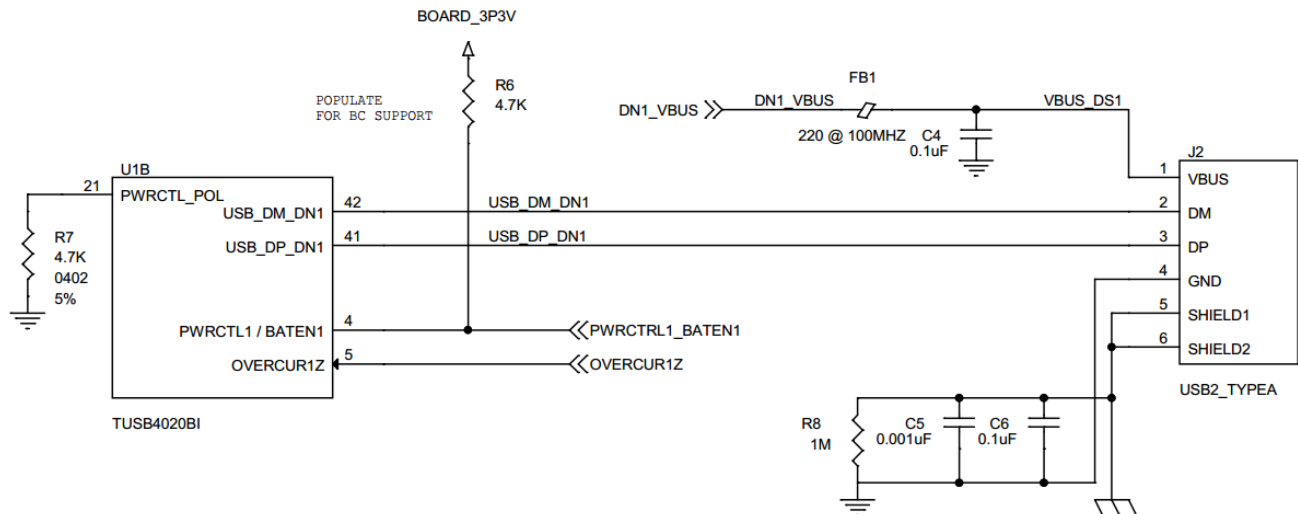 BOARD_3P3V
R6
4.7K
POPULATE
FOR BC SUPPORT
FB1
DN1_VBUS
DN1_VBUS
VBUS_DS1
220 @ 100MHZ
C4
0.1uF
J2
U1B
21
PWRCTL_POL
1
VBUS
USB_DM_DN1
42
USB_DM_DN1
2
DM
R7
4.7K
0402
5%
USB_DP_DN1
41
USB_DP_DN1
3
DP
4
GND
PWRCTL1 / BATEN1
4
PWRCTRL1_BATEN1
5
SHIELD1
OVERCUR1Z
5
OVERCUR1Z
6
SHIELD2
USB2_TYPEA
TUSB4020BI
R8
1M
C5
0.001uF
C6
0.1uF